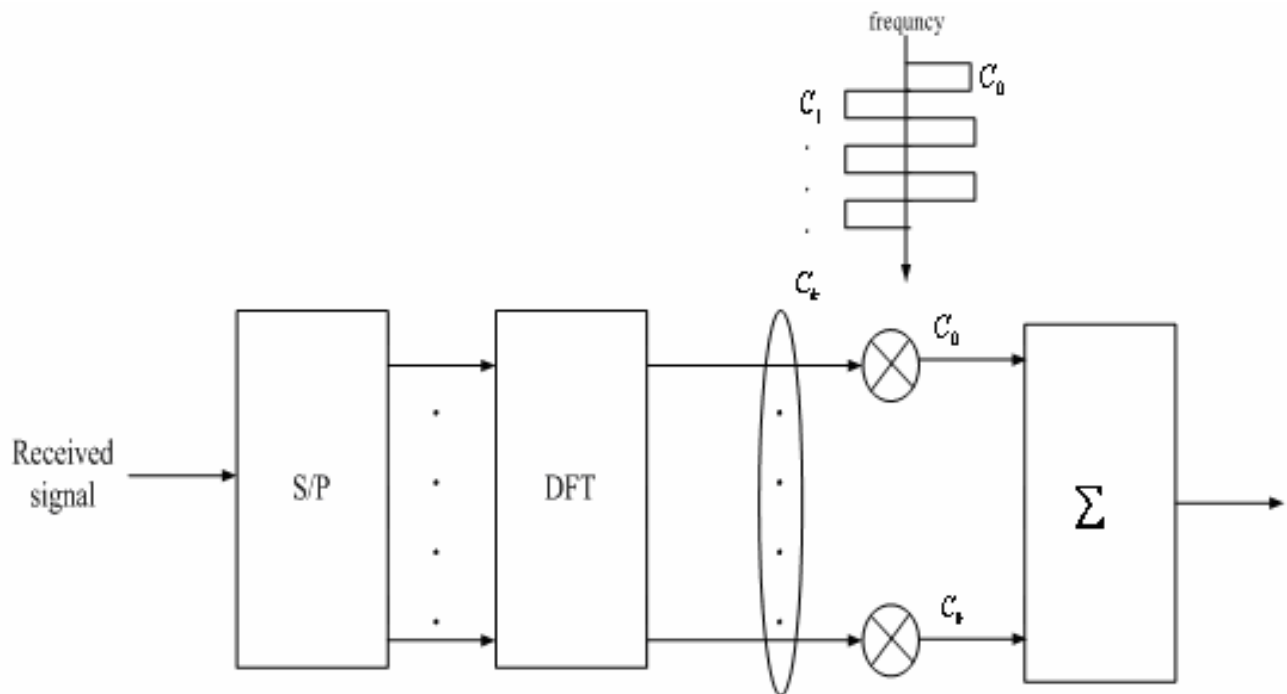 frequncy
C₀
C₁
Cₖ
C₀
Received
signal
S/P
DFT
Σ
Cₖ